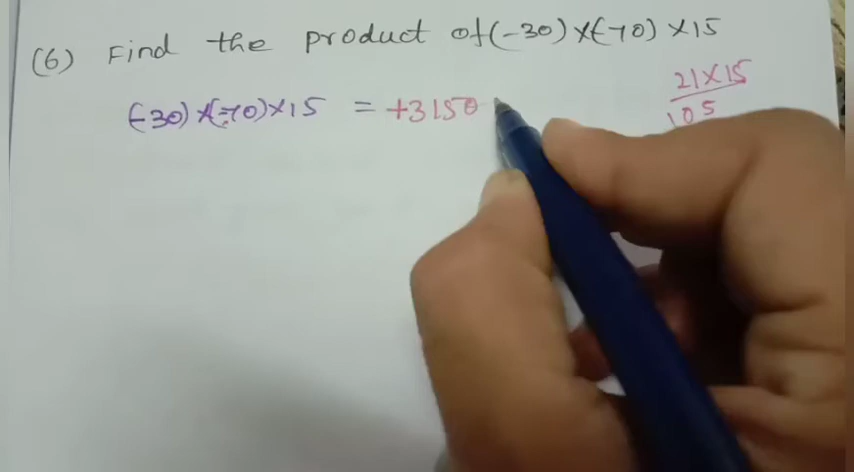 (6) Find the product of (-30) × (-70) × 15
(-30) × (-70) × 15 = +3150
21 × 15
105